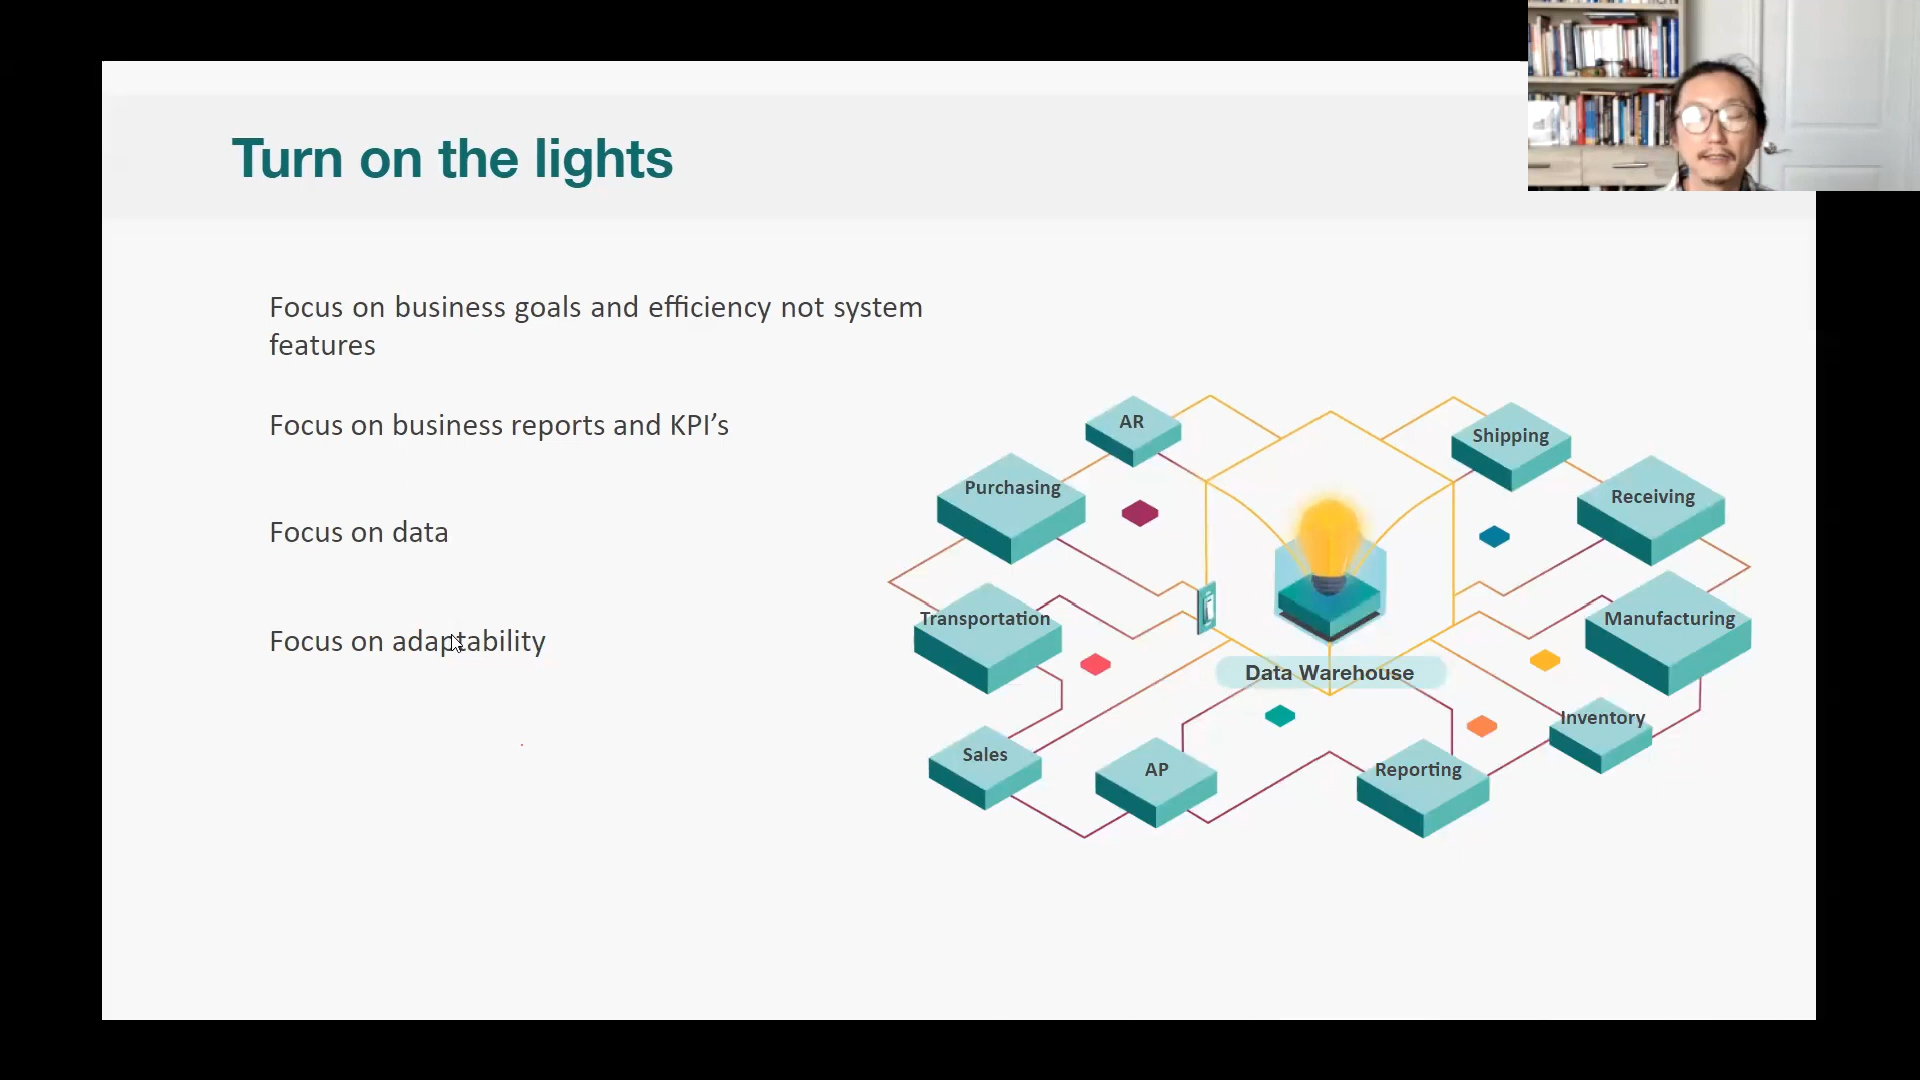 Turn on the lights
Focus on business goals and efficiency not system
features
Focus on business reports and KPI’s
Focus on data
Focus on adaptability
AR
Shipping
Purchasing
Receiving
Transportation
Manufacturing
Data Warehouse
Inventory
Sales
AP
Reporting